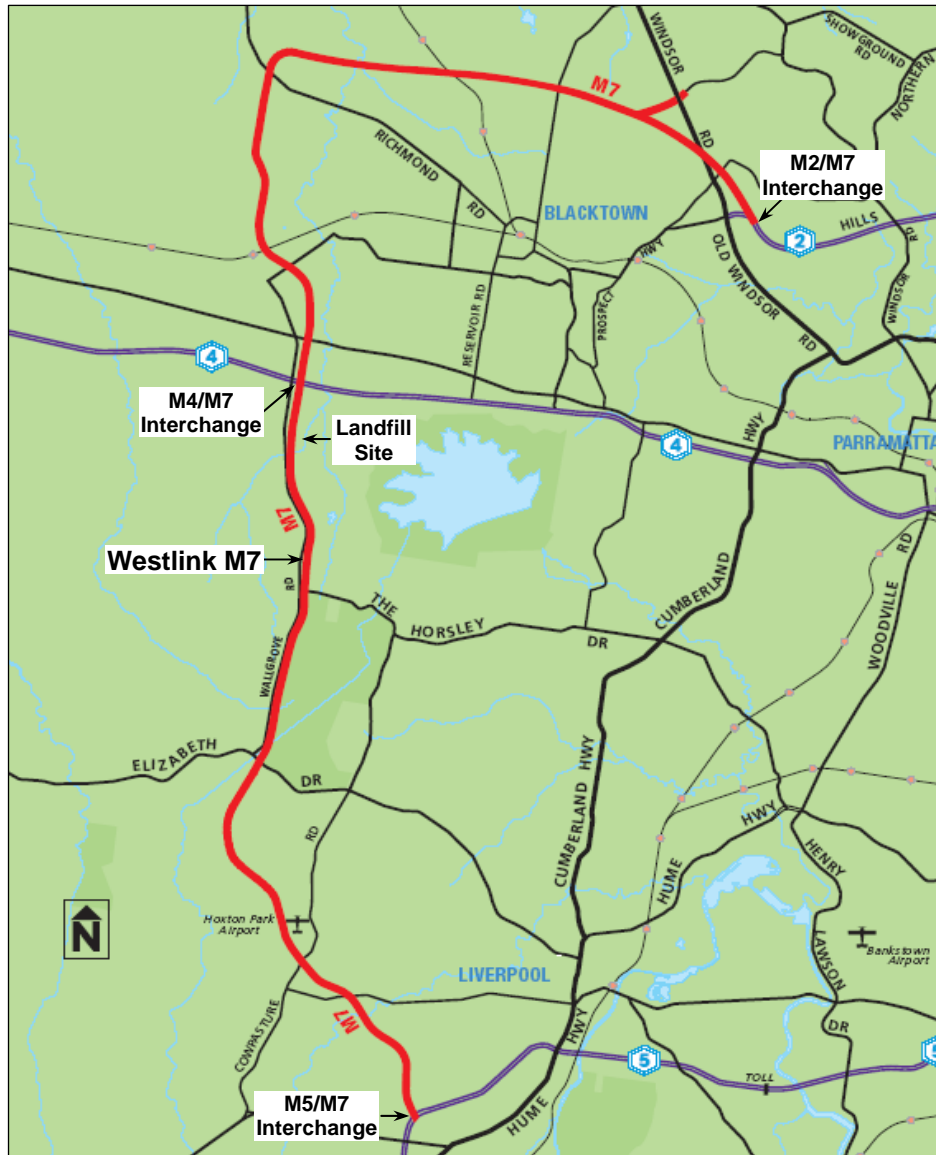 WINDSOR
SHOWGROUND
RD
NORTHERN
M7
RD
RICHMOND
RD
M2/M7
Interchange
BLACKTOWN
HILLS
2
RD
HWY
OLD WINDSOR
RD
WINDSOR
RESERVOIR RD
PROSPECT
4
M4/M7
Interchange
Landfill
Site
HWY
4
PARRAMATTA
M7
Westlink M7
RD
CUMBERLAND
RD
WOODVILLE
THE
HORSLEY
DR
WALLGROVE
ELIZABETH
DR
RD
CUMBERLAND HWY
HWY
HUME
HENRY
LAWSON
DR
N
Hoxton Park
Airport
Bankstown
Airport
LIVERPOOL
COWPASTURE
M7
HWY
5
5
TOLL
M5/M7
Interchange
HUME